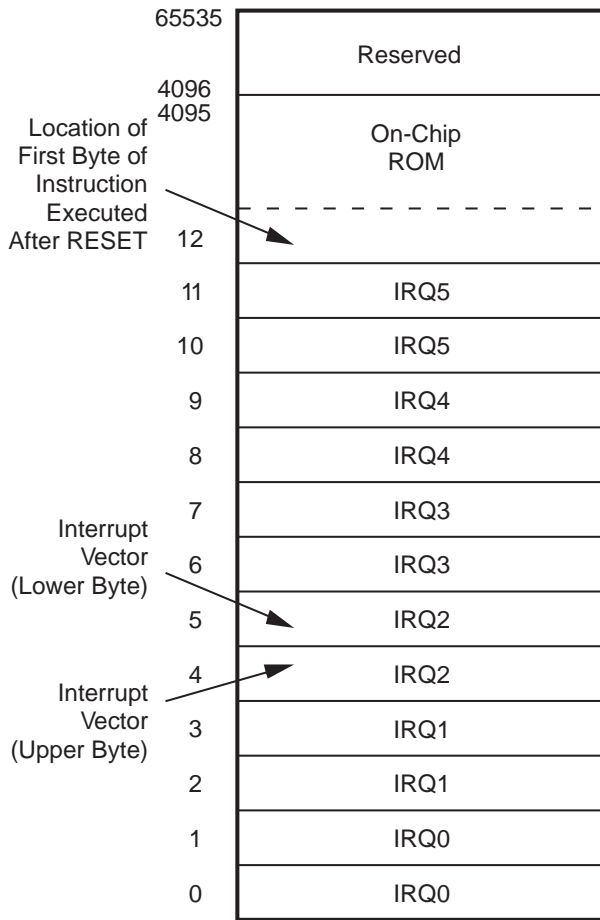 65535
Reserved
4096
4095
Location of
First Byte of
Instruction
Executed
After RESET
On-Chip
ROM
12
11 IRQ5
10 IRQ5
9 IRQ4
8 IRQ4
7 IRQ3
Interrupt
Vector
(Lower Byte)
6 IRQ3
5 IRQ2
4 IRQ2
Interrupt
Vector
(Upper Byte)
3 IRQ1
2 IRQ1
1 IRQ0
0 IRQ0